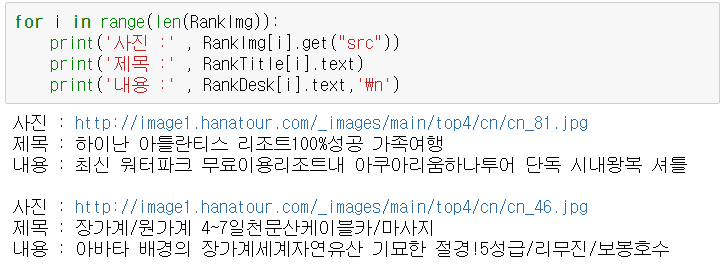 for i in range(len(RankImg)):
    print('사진 :' , RankImg[i].get("src"))
    print('제목 :' , RankTitle[i].text)
    print('내용 :' , RankDesk[i].text,'₩n')
사진 : http://image1.hanatour.com/_images/main/top4/cn/cn_81.jpg
제목 : 하이난 아틀란티스 리조트100%성공 가족여행
내용 : 최신 워터파크 무료이용리조트내 아쿠아리움하나투어 단독 시내왕복 셔틀
사진 : http://image1.hanatour.com/_images/main/top4/cn/cn_46.jpg
제목 : 장가계/원가계 4~7일천문산케이블카/마사지
내용 : 아바타 배경의 장가계세계자연유산 기묘한 절경!5성급/리무진/보봉호수